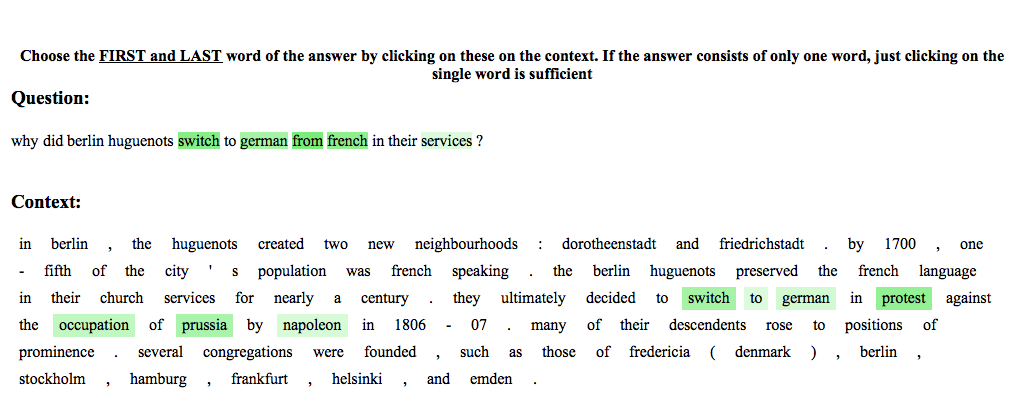 Choose the FIRST and LAST word of the answer by clicking on these on the context. If the answer consists of only one word, just clicking on the
single word is sufficient
Question:
why did berlin huguenots switch to german from french in their services ?
Context:
in berlin , the huguenots created two new neighbourhoods : dorotheenstadt and friedrichstadt . by 1700 , one
- fifth of the city ' s population was french speaking . the berlin huguenots preserved the french language
in their church services for nearly a century . they ultimately decided to switch to german in protest against
the occupation of prussia by napoleon in 1806 - 07 . many of their descendents rose to positions of
prominence . several congregations were founded , such as those of fredericia ( denmark ) , berlin ,
stockholm , hamburg , frankfurt , helsinki , and emden .